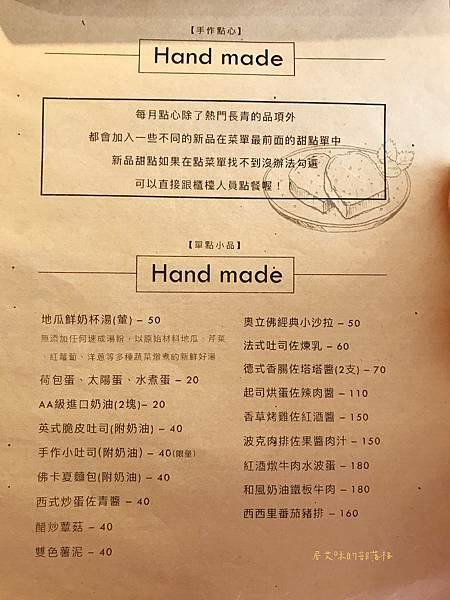 【手作點心】
Hand made
每月點心除了熱門長青的品項外
都會加入一些不同的新品在菜單最前面的甜點單中
新品甜點如果在點菜單找不到沒辦法勾選
可以直接跟櫃檯人員點餐喔！！
【單點小品】
Hand made
地瓜鮮奶杯湯(葷) – 50
無添加任何速成湯粉，以原始材料地瓜、芹菜
、紅蘿蔔、洋蔥等多種蔬菜燉煮的新鮮好湯
荷包蛋、太陽蛋、水煮蛋 – 20
AA級進口奶油(2塊)– 20
英式脆皮吐司(附奶油) – 40
手作小吐司(附奶油) – 40(限量)
佛卡夏麵包(附奶油) – 40
西式炒蛋佐青醬 – 40
醋炒蕈菇 – 40
雙色薯泥 – 40
奧立佛經典小沙拉 – 50
法式吐司佐煉乳 – 60
德式香腸佐塔塔醬(2支) – 70
起司烘蛋佐辣肉醬 – 110
香草烤雞佐紅酒醬 – 150
波克肉排佐果醬肉汁 – 150
紅酒燉牛肉水波蛋 – 180
和風奶油鐵板牛肉 – 180
西西里番茄豬排 – 160